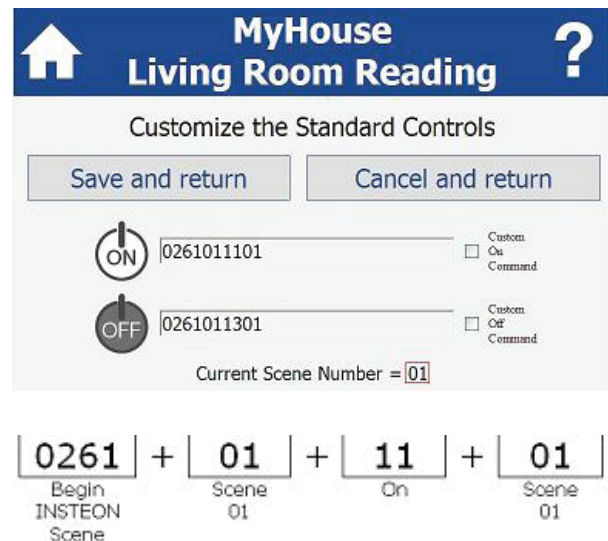 MyHouse
Living Room Reading
?
Customize the Standard Controls
Save and return Cancel and return
ON 0261011101 Custom On Command
OFF 0261011301 Custom Off Command
Current Scene Number = 01
0261 + 01 + 11 + 01
Begin INSTEON Scene Scene 01 On Scene 01